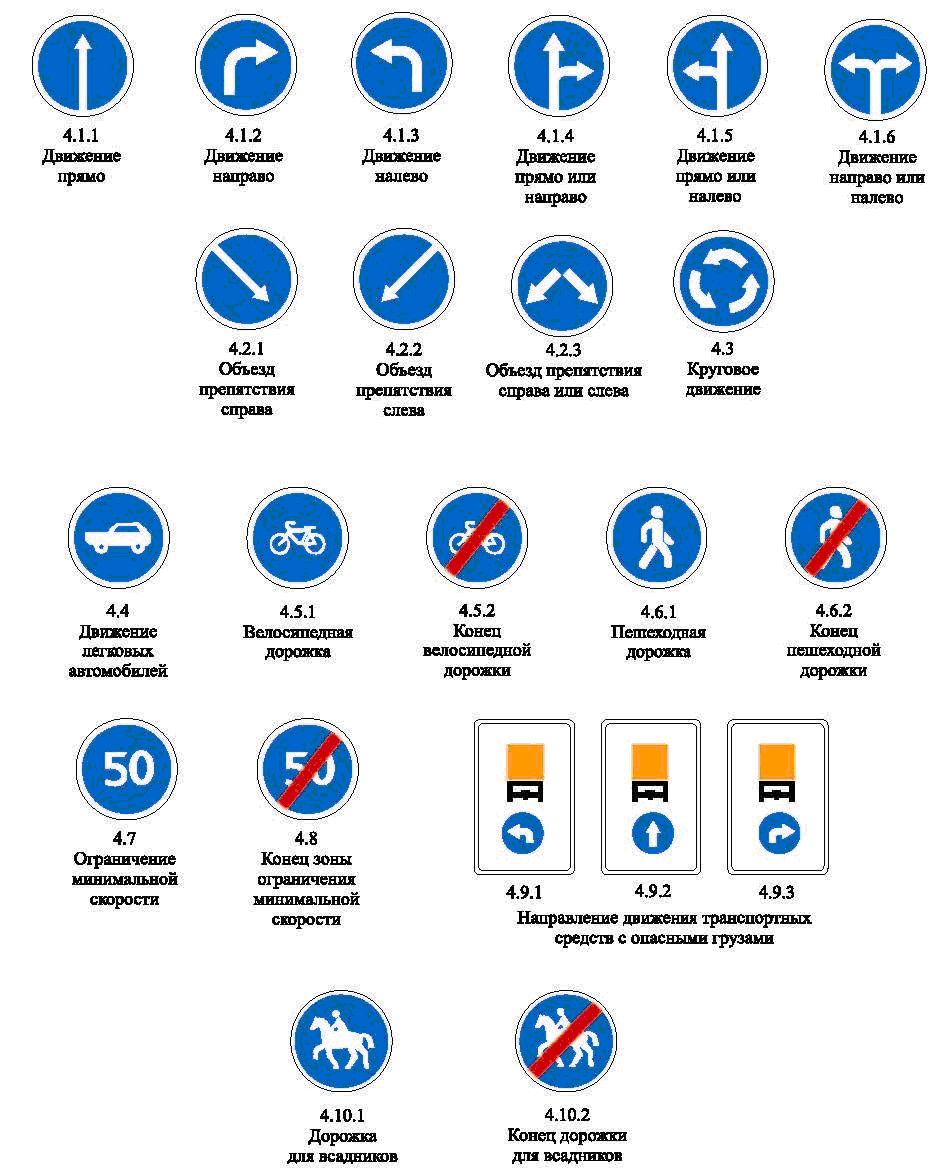 4.1.1
Движение
прямо
4.1.2
Движение
направо
4.1.3
Движение
налево
4.1.4
Движение
прямо или
направо
4.1.5
Движение
прямо или
налево
4.1.6
Движение
направо или
налево
4.2.1
Объезд
препятствия
справа
4.2.2
Объезд
препятствия
слева
4.2.3
Объезд препятствия
справа или слева
4.3
Круговое
движение
4.4
Движение
легковых
автомобилей
4.5.1
Велосипедная
дорожка
4.5.2
Конец
велосипедной
дорожки
4.6.1
Пешеходная
дорожка
4.6.2
Конец
пешеходной
дорожки
50
4.7
Ограничение
минимальной
скорости
50
4.8
Конец зоны
ограничения
минимальной
скорости
4.9.1
4.9.2
4.9.3
Направление движения транспортных
средств с опасными грузами
4.10.1
Дорожка
для всадников
4.10.2
Конец дорожки
для всадников